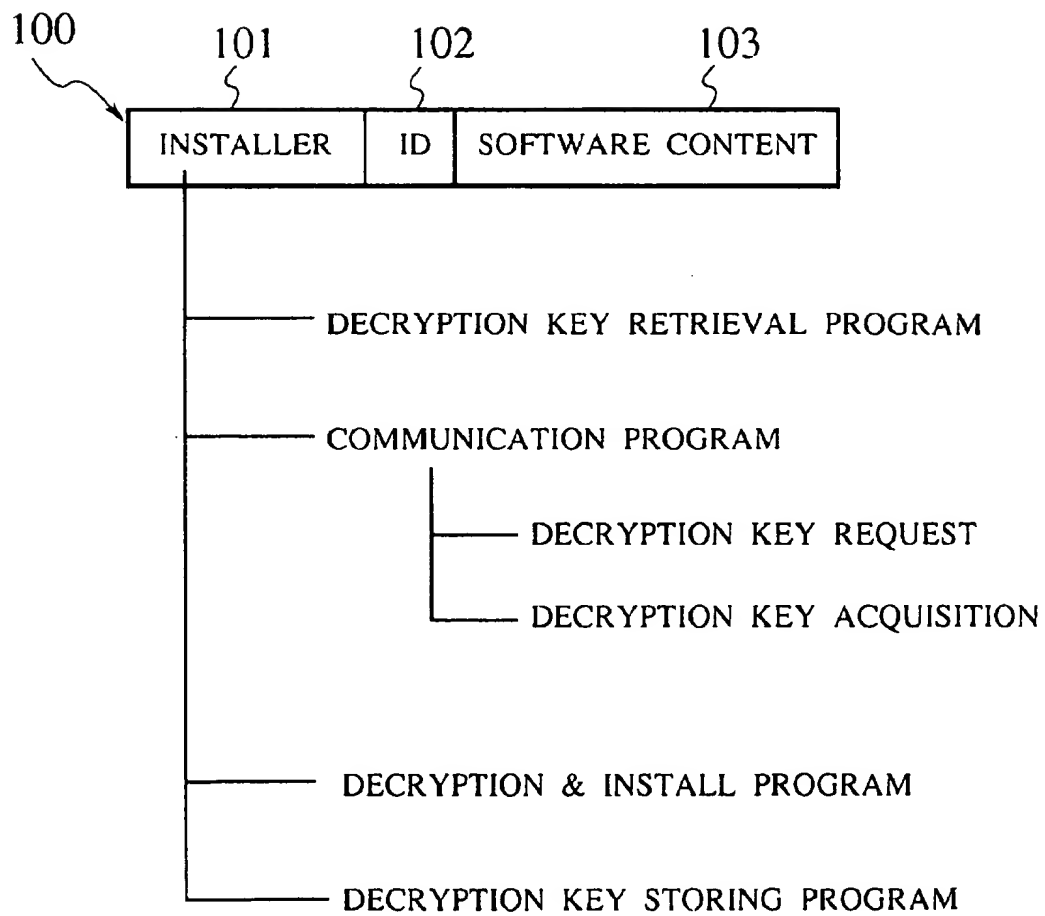 100
101 102 103
INSTALLER ID SOFTWARE CONTENT
DECRYPTION KEY RETRIEVAL PROGRAM
COMMUNICATION PROGRAM
DECRYPTION KEY REQUEST
DECRYPTION KEY ACQUISITION
DECRYPTION & INSTALL PROGRAM
DECRYPTION KEY STORING PROGRAM